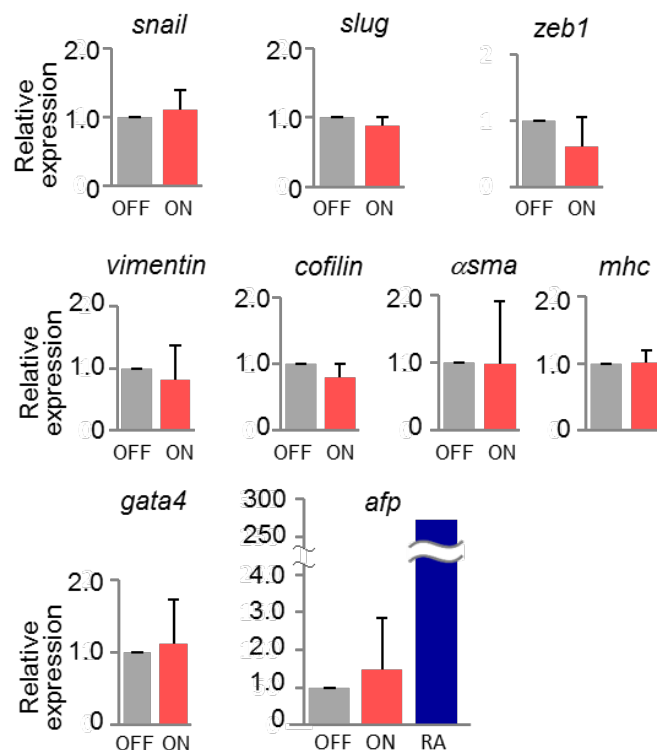 snail slug zeb1
Relative
expression
2.0 2.0 2
1.0 1.0 1
0 0 0
OFF ON OFF ON OFF ON
vimentin cofilin αsma mhc
Relative
expression
2.0 2.0 2.0 2.0
1.0 1.0 1.0 1.0
0 0 0 0
OFF ON OFF ON OFF ON OFF ON
gata4 afp
Relative
expression
2.0
1.0
0
300
250
4.0
3.0
2.0
1.0
0
OFF ON OFF ON RA